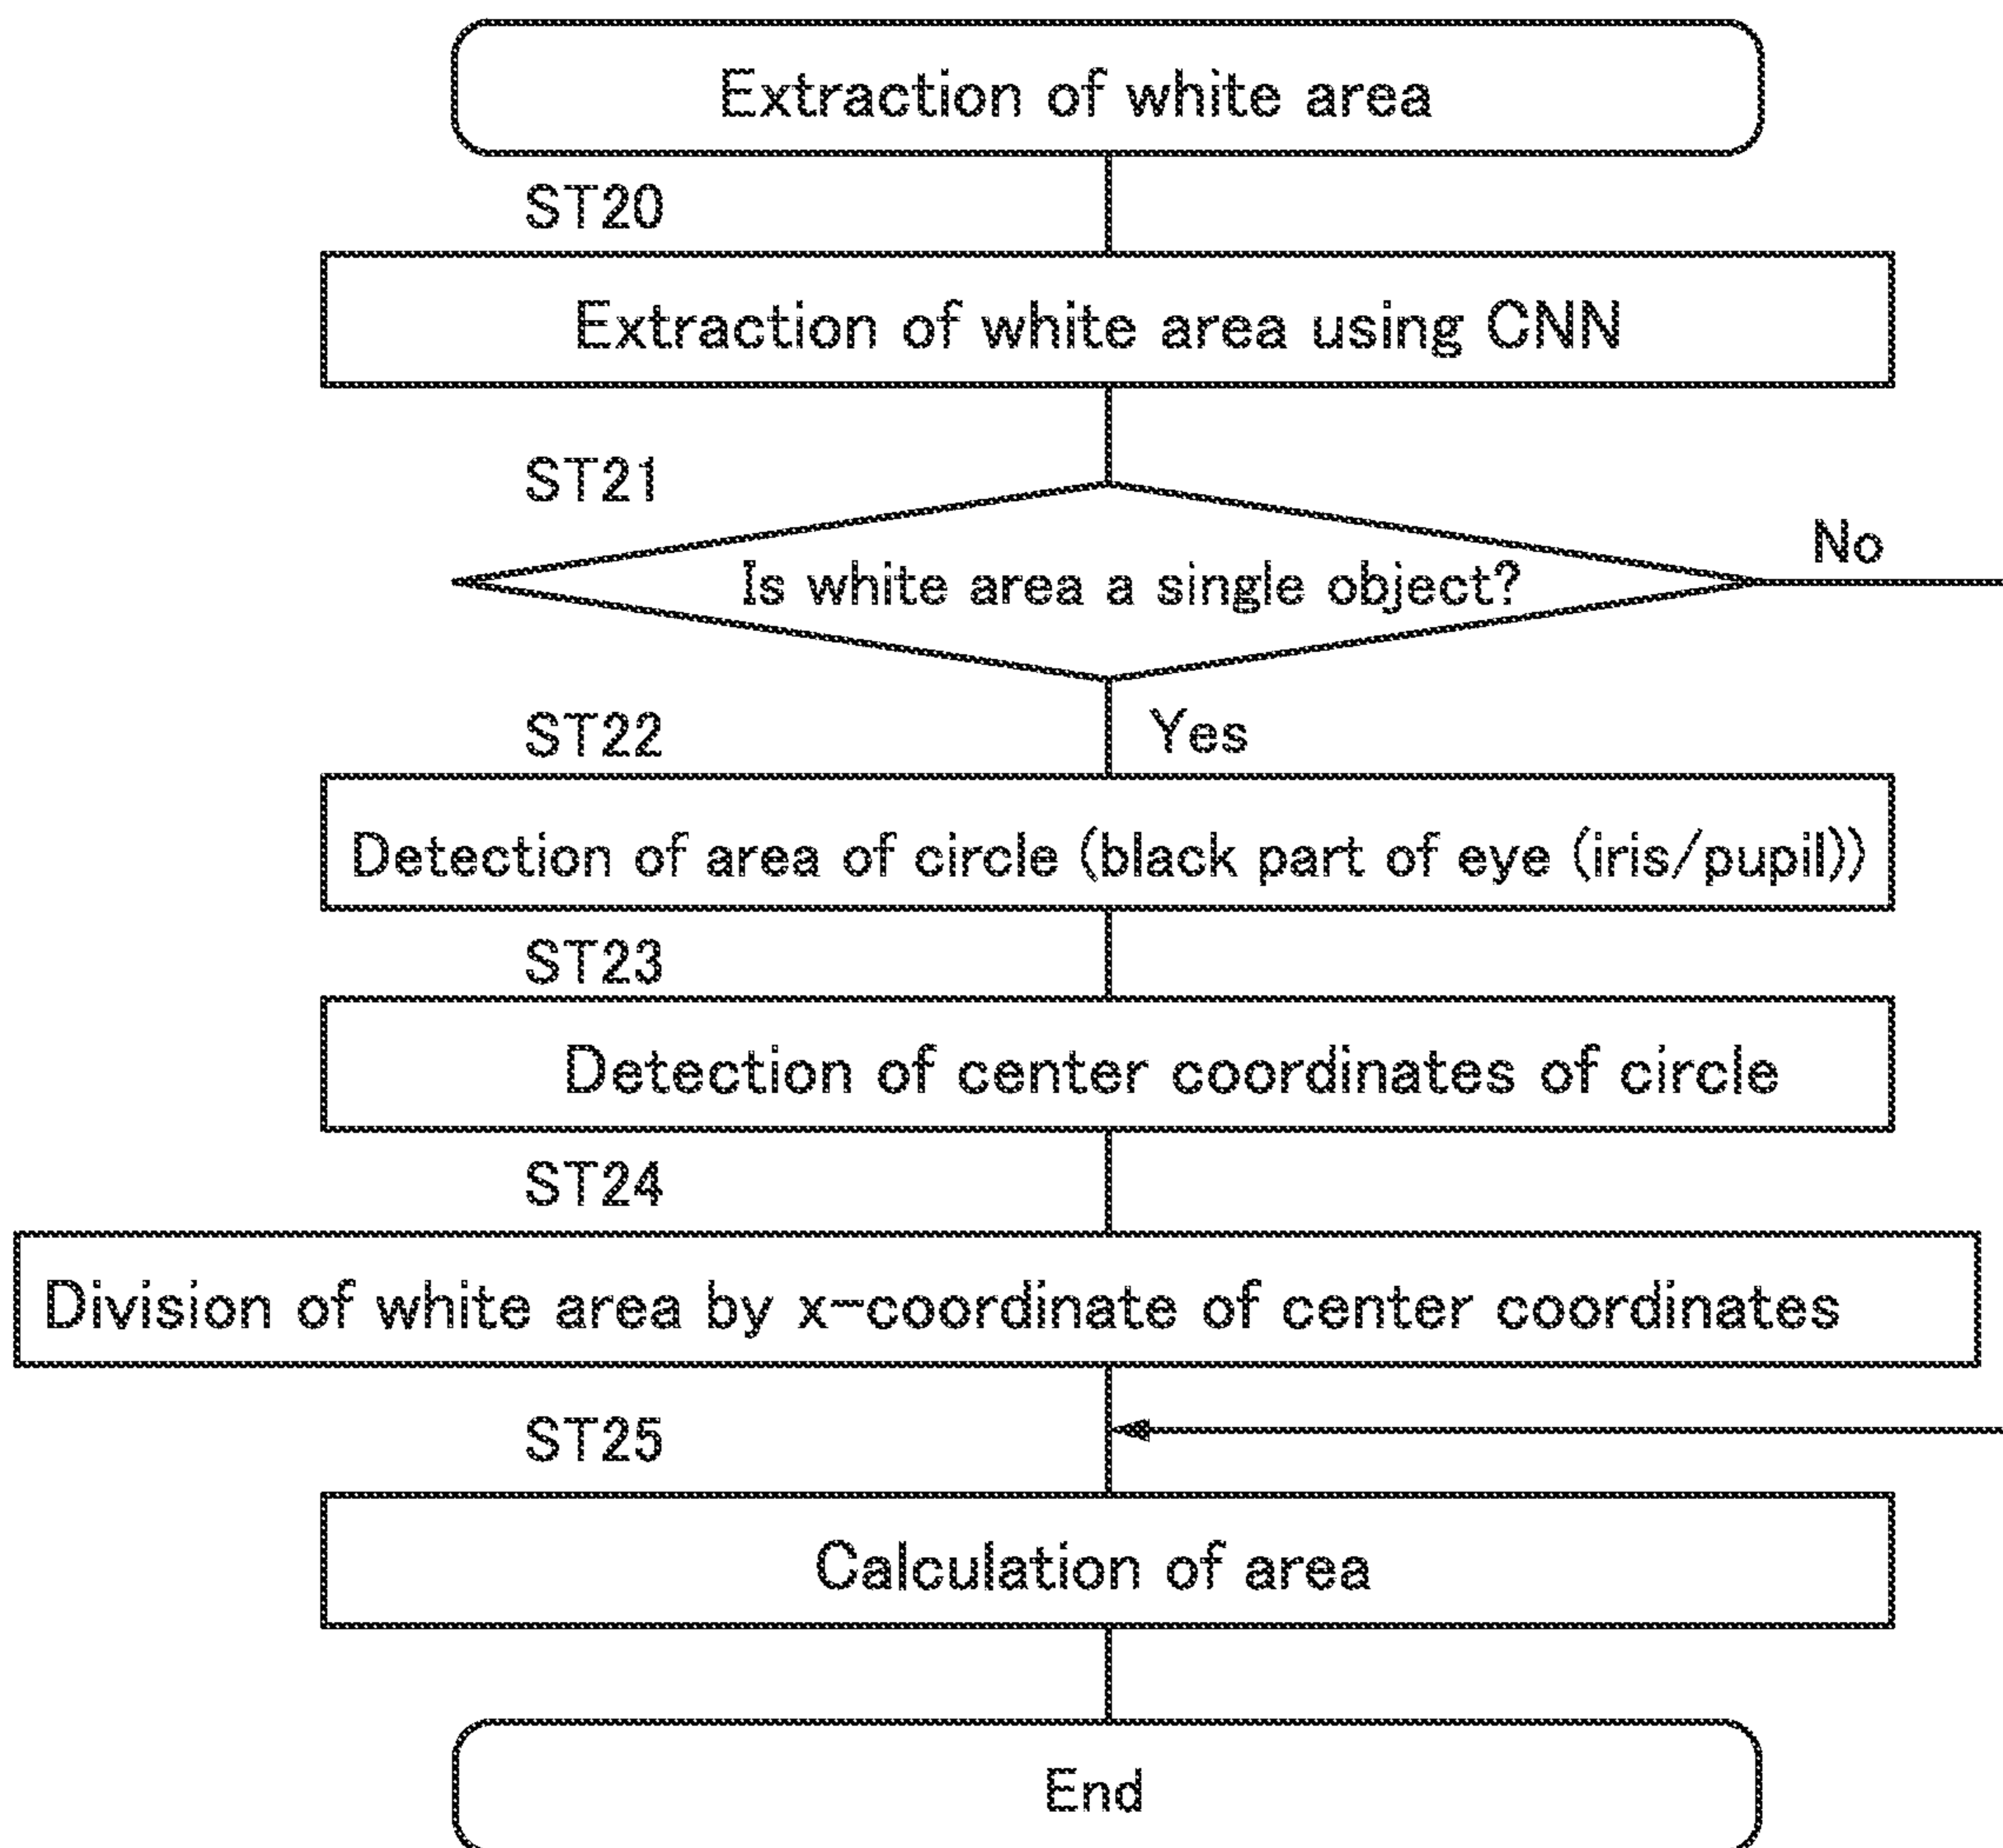 Extraction of white area
ST20
Extraction of white area using CNN
ST21
Is white area a single object?
No
ST22
Yes
Detection of area of circle (black part of eye (iris/pupil))
ST23
Detection of center coordinates of circle
ST24
Division of white area by x-coordinate of center coordinates
ST25
Calculation of area
End